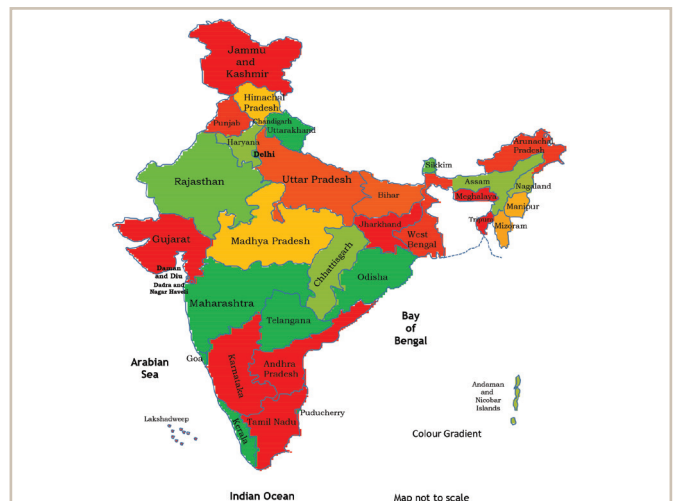 Jammu
and
Kashmir
Himachal
Pradesh
Punjab
Chandigarh
Uttarakhand
Haryana
Delhi
Arunachal
Pradesh
Sikkim
Assam
Nagaland
Meghalaya
Manipur
Tripura
Mizoram
Rajasthan
Uttar Pradesh
Bihar
Jharkhand
West
Bengal
Gujarat
Madhya Pradesh
Chhattisgarh
Daman
and Diu
Dadra and
Nagar Haveli
Odisha
Maharashtra
Telangana
Bay
of
Bengal
Arabian
Sea
Goa
Karnataka
Andhra
Pradesh
Andaman
and
Nicobar
Islands
Lakshadweep
Kerala
Tamil Nadu
Puducherry
Colour Gradient
Indian Ocean
Map not to scale